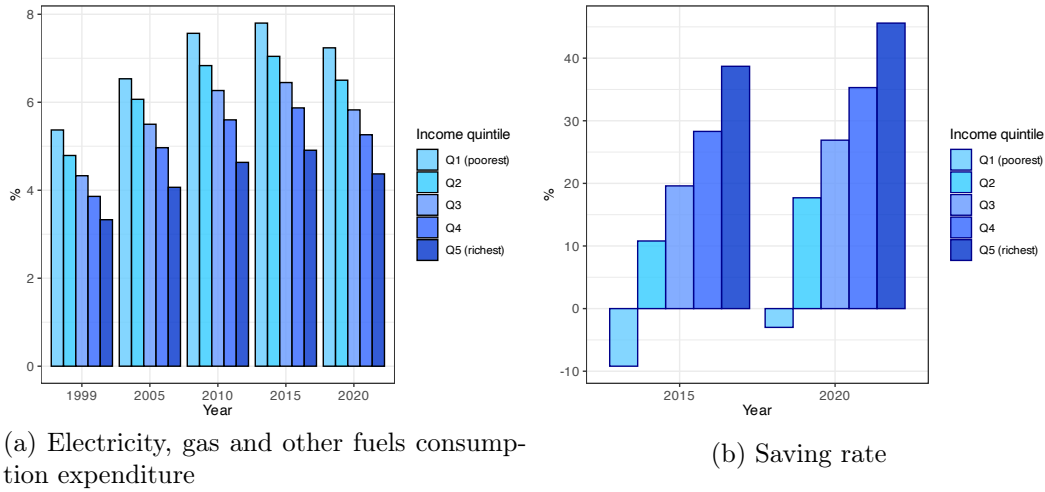 8
6
4
2
0
%
1999 2005 2010 2015 2020
Year
Income quintile
Q1 (poorest)
Q2
Q3
Q4
Q5 (richest)
(a) Electricity, gas and other fuels consump-
tion expenditure
40
30
20
10
0
-10
%
2015 2020
Year
Income quintile
Q1 (poorest)
Q2
Q3
Q4
Q5 (richest)
(b) Saving rate